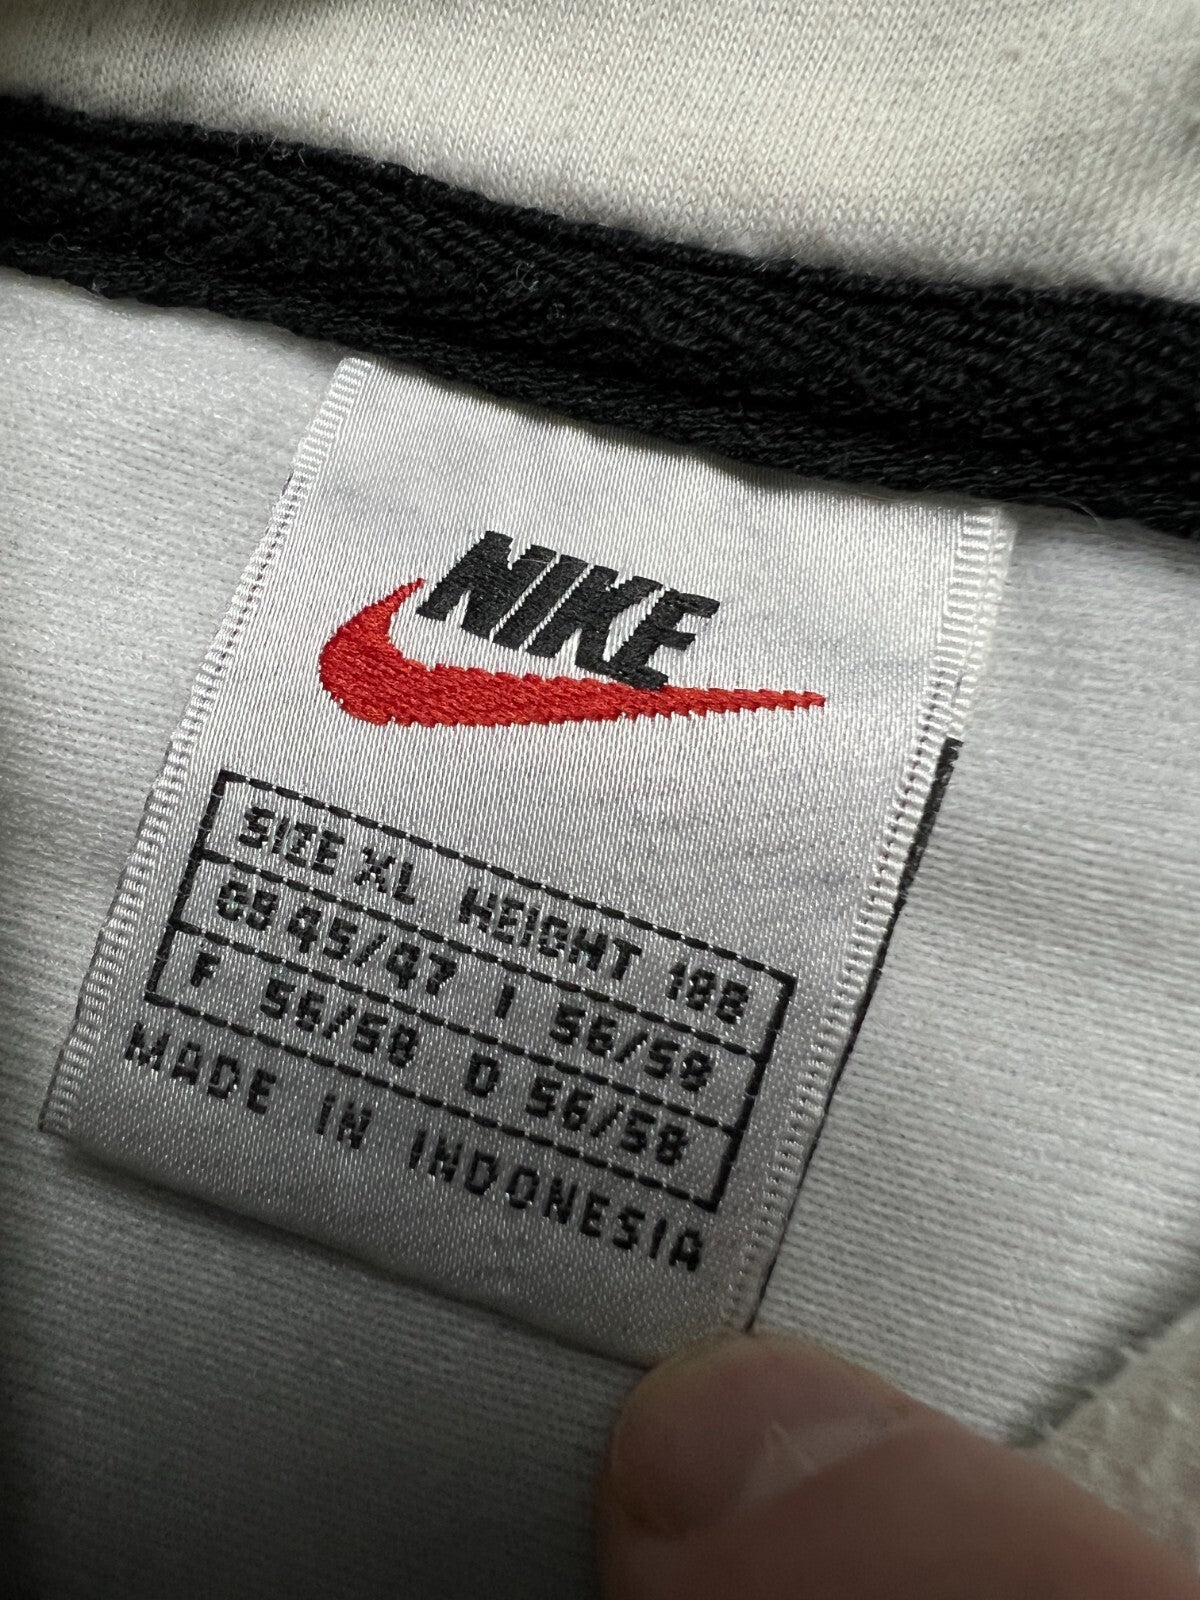 NIKE
SIZE XL HEIGHT 188
GB 45/47 I 56/58
F 56/58 D 56/58
MADE IN INDONESIA